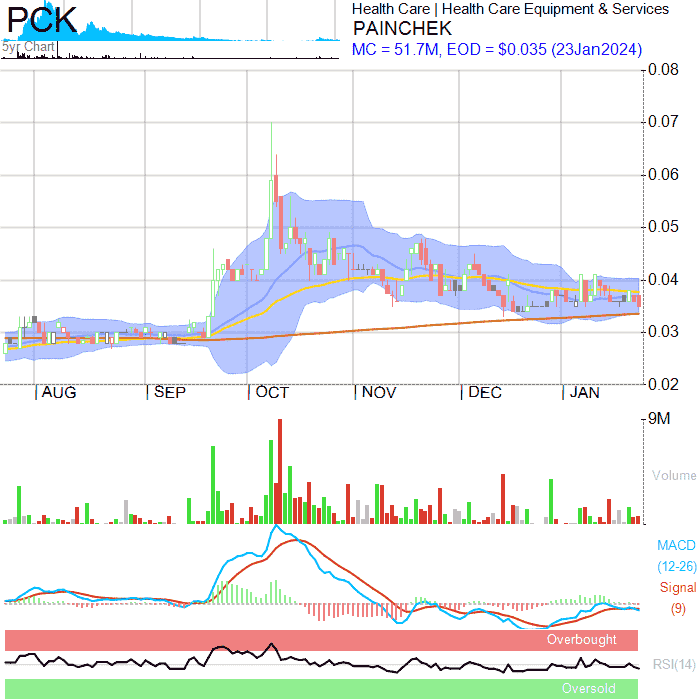 PCK
5yr Chart
Health Care | Health Care Equipment & Services
PAINCHEK
MC = 51.7M, EOD = $0.035 (23Jan2024)
0.08
0.07
0.06
0.05
0.04
0.03
0.02
AUG SEP OCT NOV DEC JAN
9M
Volume
MACD
(12-26)
Signal
(9)
Overbought
RSI(14)
Oversold